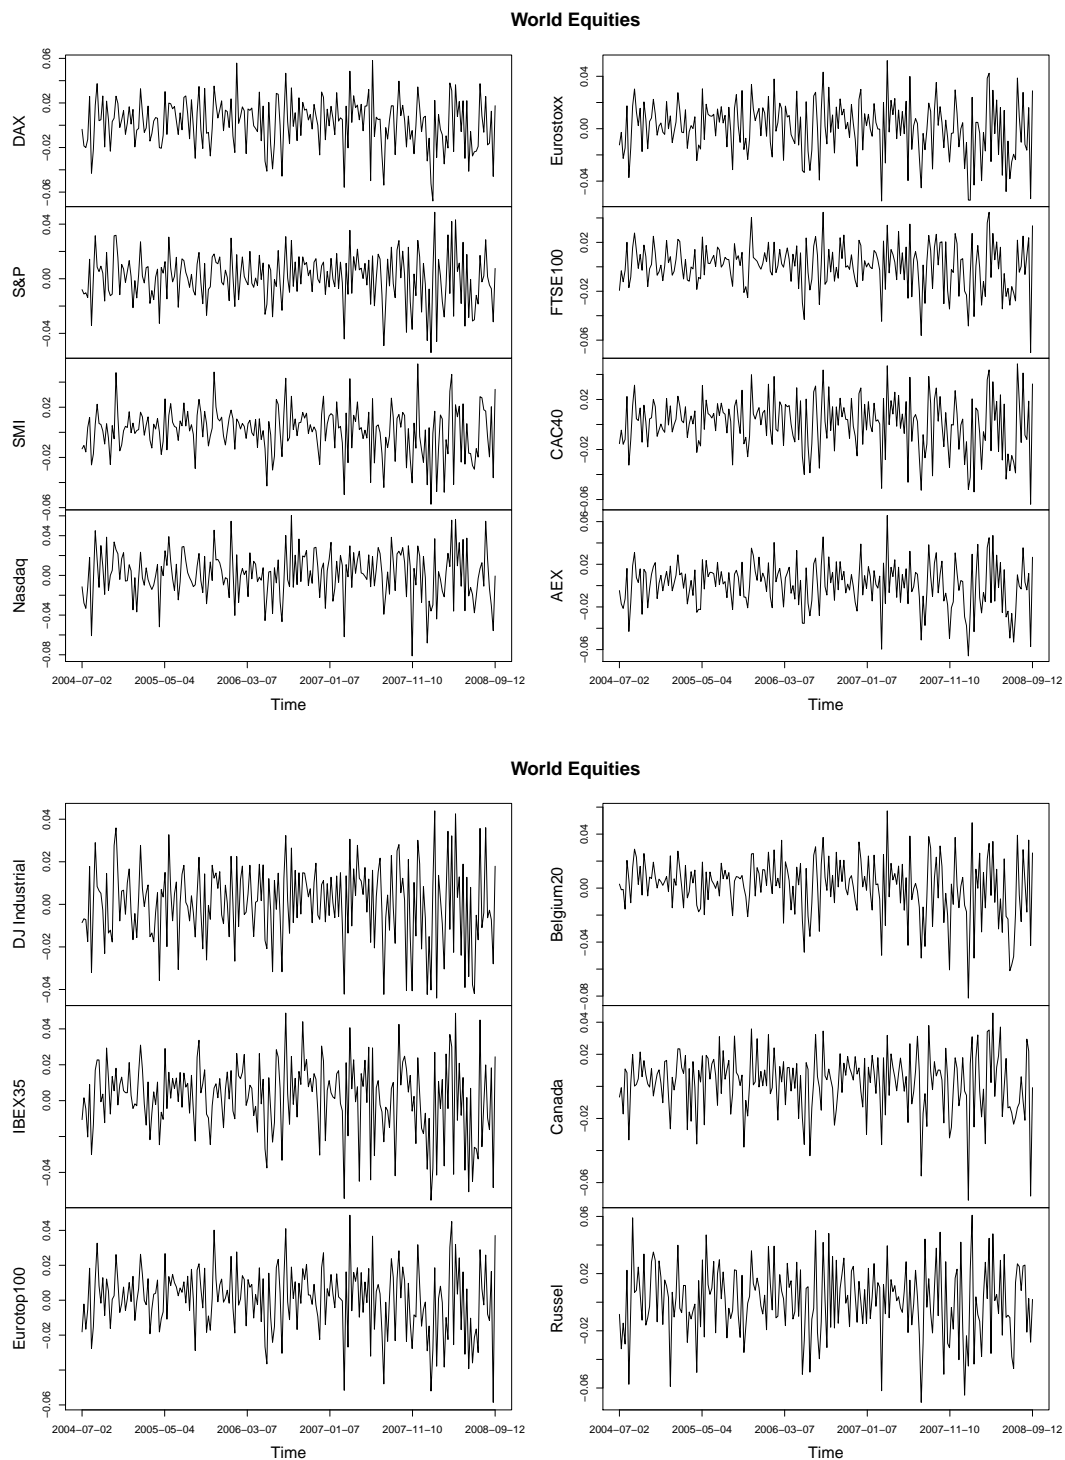 World Equities
DAX
−0.06 −0.02 0.02 0.06
S&P
−0.04 0.00 0.04
SMI
−0.06 −0.02 0.02
Nasdaq
−0.08 −0.04 0.00 0.04
2004−07−02 2005−05−04 2006−03−07 2007−01−07 2007−11−10 2008−09−12
Time
Eurostoxx
−0.04 0.00 0.04
FTSE100
−0.06 −0.02 0.02
CAC40
−0.06 −0.02 0.02
AEX
−0.06 −0.02 0.02 0.06
2004−07−02 2005−05−04 2006−03−07 2007−01−07 2007−11−10 2008−09−12
Time
World Equities
DJ Industrial
−0.04 −0.02 0.00 0.02 0.04
IBEX35
−0.04 0.00 0.02 0.04
Eurotop100
−0.06 −0.02 0.00 0.02 0.04
2004−07−02 2005−05−04 2006−03−07 2007−01−07 2007−11−10 2008−09−12
Time
Belgium20
−0.08 −0.04 0.00 0.04
Canada
−0.06 −0.02 0.02 0.04
Russel
−0.06 −0.02 0.02 0.06
2004−07−02 2005−05−04 2006−03−07 2007−01−07 2007−11−10 2008−09−12
Time